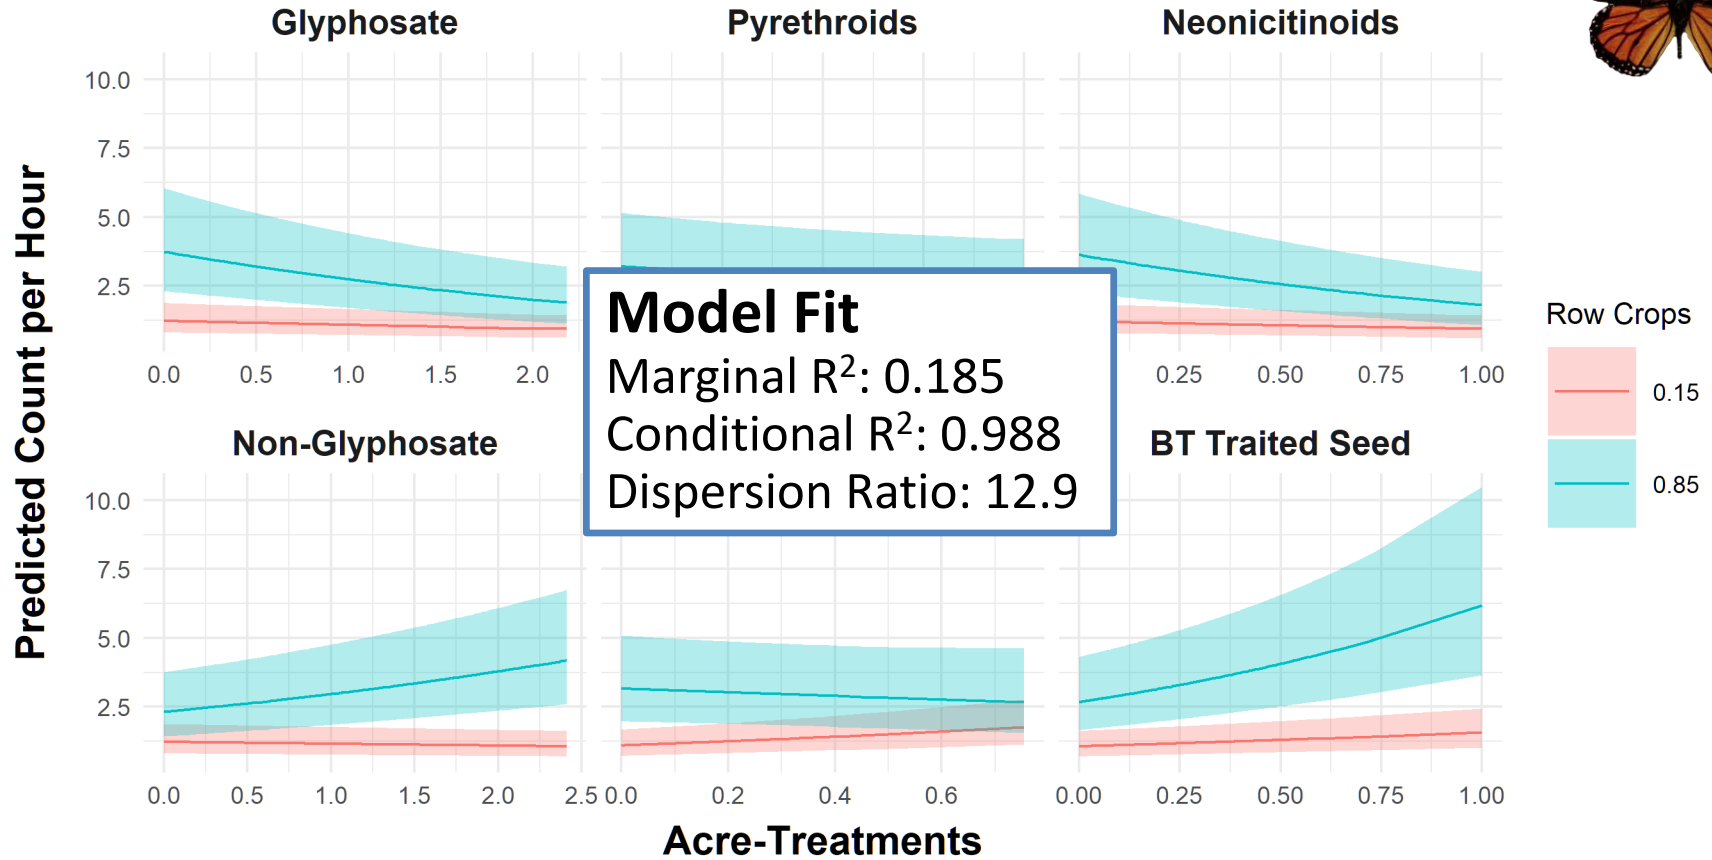 Glyphosate Pyrethroids Neonicitinoids
Predicted Count per Hour
10.0
7.5
5.0
2.5
0.0 0.5 1.0 1.5 2.0
0.25 0.50 0.75 1.00
Model Fit
Marginal R²: 0.185
Conditional R²: 0.988
Dispersion Ratio: 12.9
Row Crops
0.15
0.85
Non-Glyphosate BT Traited Seed
10.0
7.5
5.0
2.5
0.0 0.5 1.0 1.5 2.0 2.5 0.0 0.2 0.4 0.6 0.00 0.25 0.50 0.75 1.00
Acre-Treatments